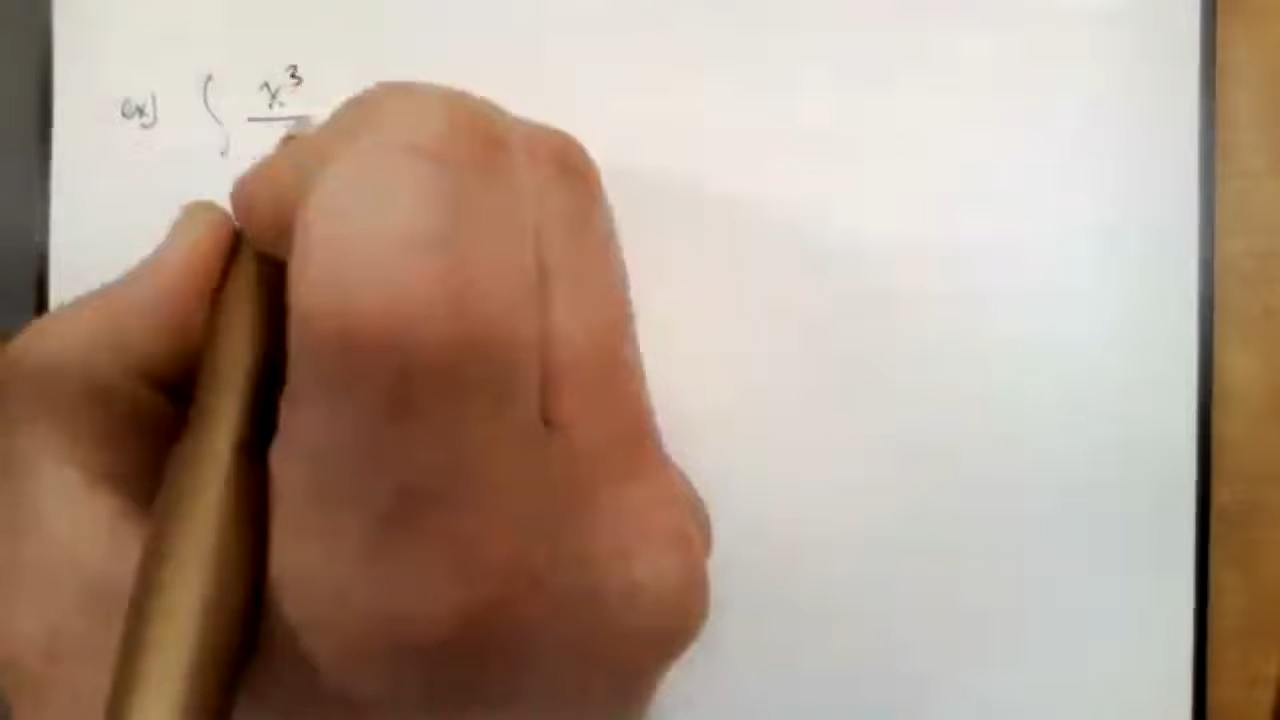 ex) ∫ x³